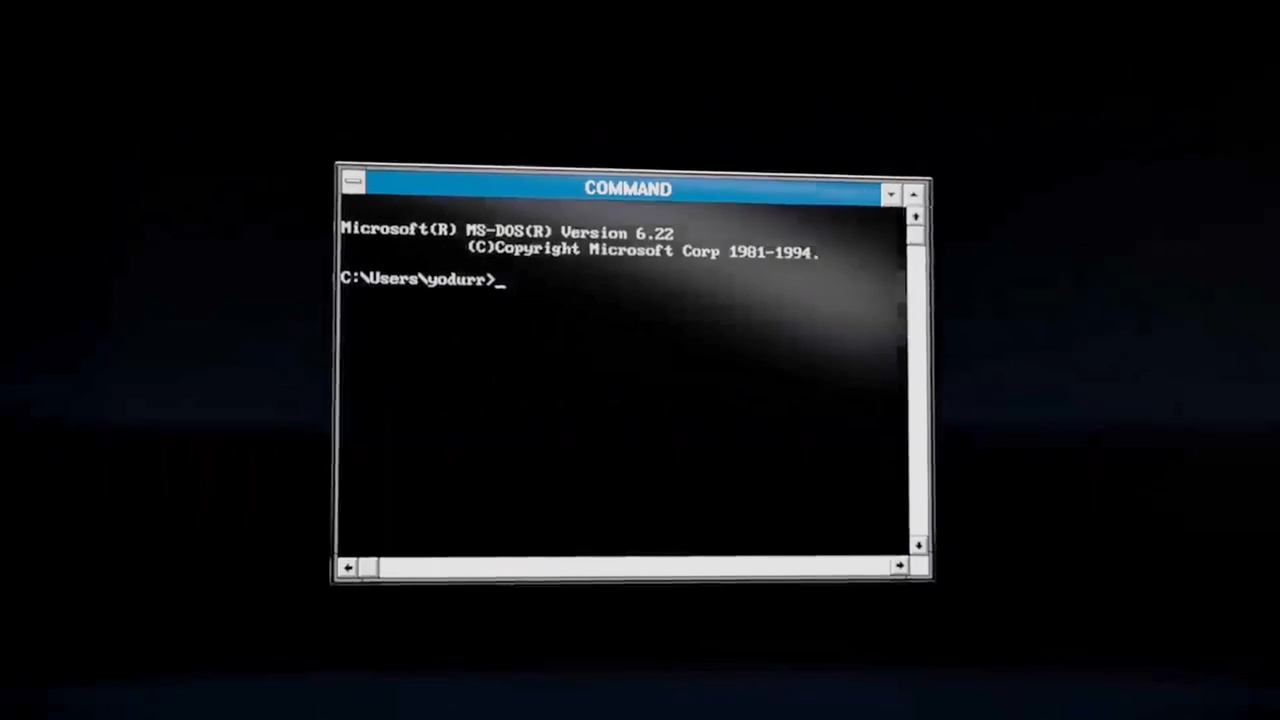 COMMAND
Microsoft(R) MS-DOS(R) Version 6.22
(C)Copyright Microsoft Corp 1981-1994.
C:\Users\yodurr>_